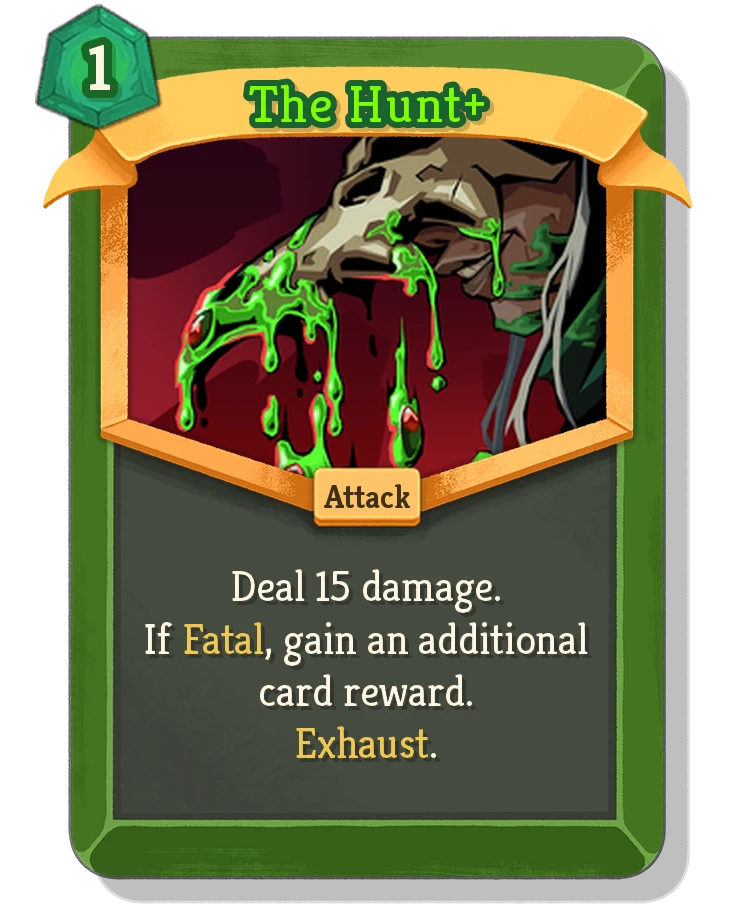 1
The Hunt+
Attack
Deal 15 damage.
If Fatal, gain an additional
card reward.
Exhaust.